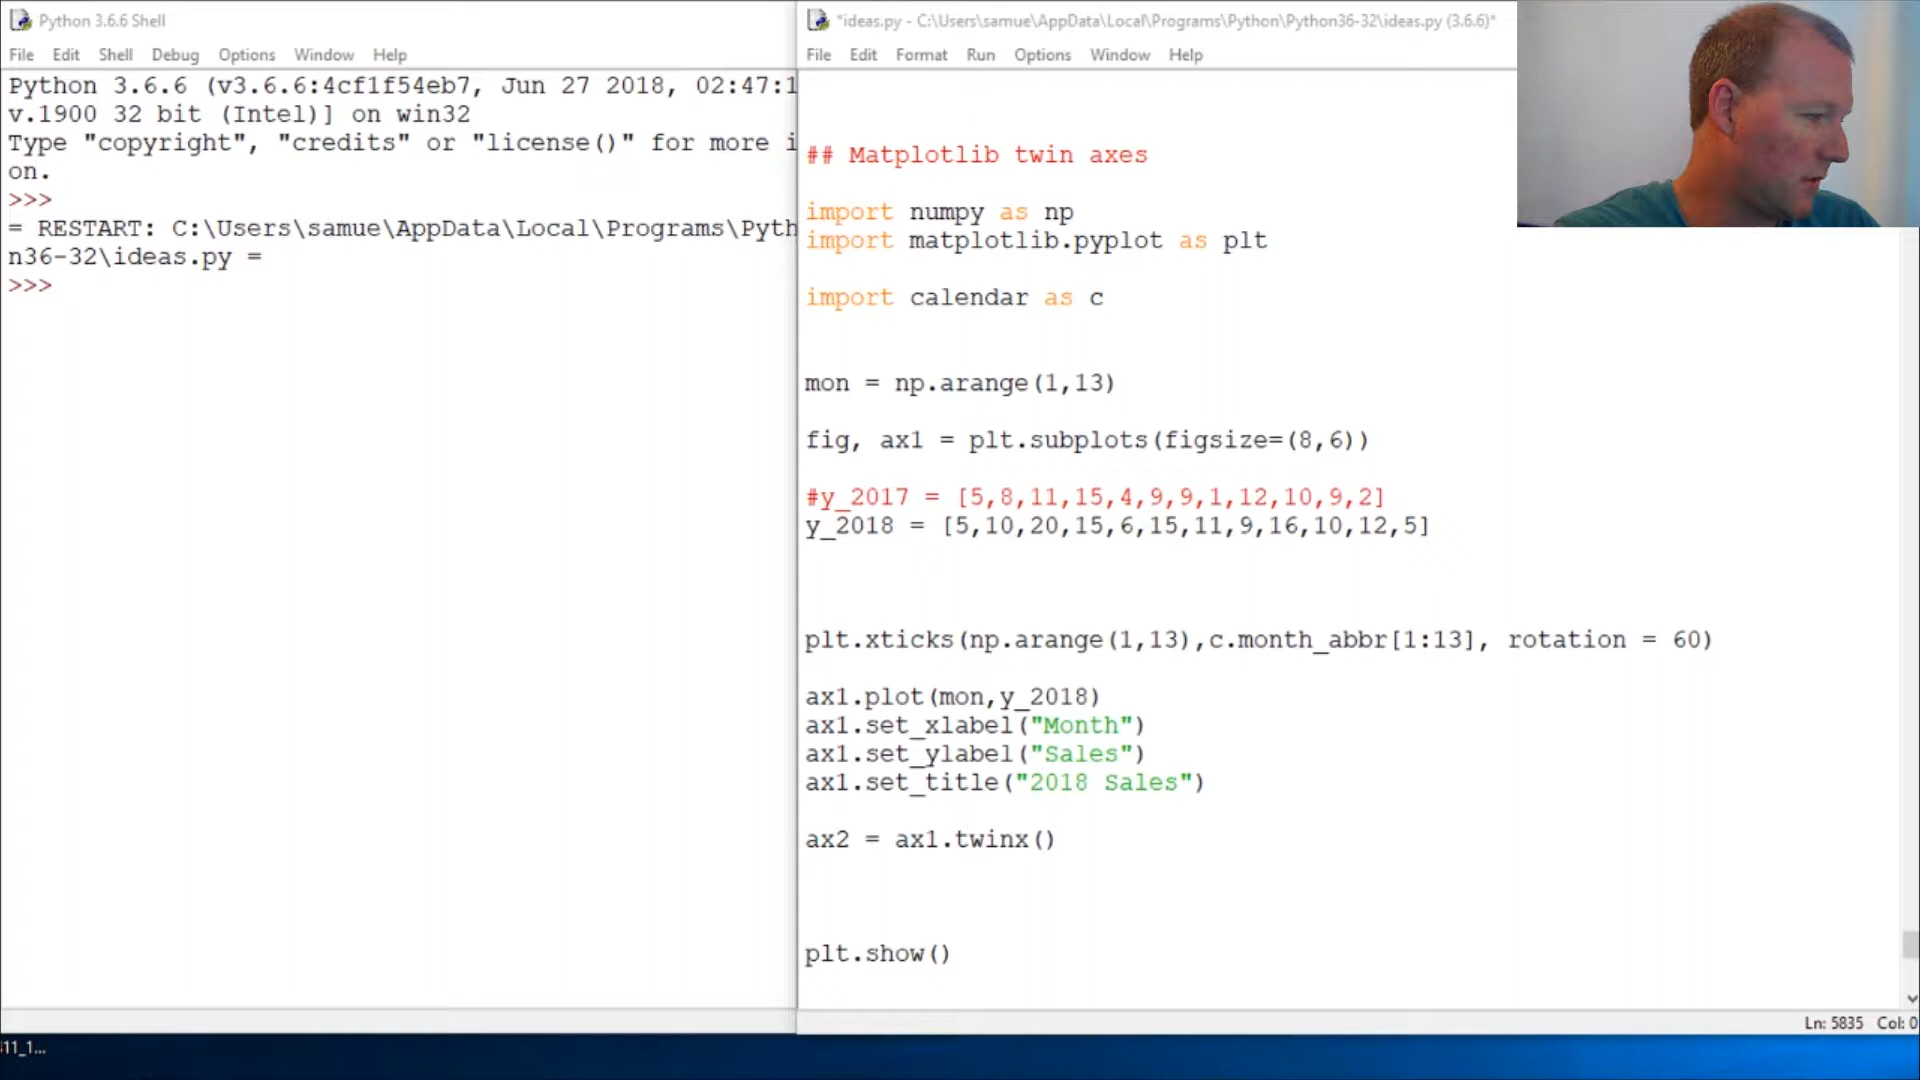 Python 3.6.6 Shell
File Edit Shell Debug Options Window Help
Python 3.6.6 (v3.6.6:4cf1f54eb7, Jun 27 2018, 02:47:1
v.1900 32 bit (Intel)] on win32
Type "copyright", "credits" or "license()" for more i
on.
>>>
= RESTART: C:\Users\samue\AppData\Local\Programs\Pyth
n36-32\ideas.py =
>>>
*ideas.py - C:\Users\samue\AppData\Local\Programs\Python\Python36-32\ideas.py (3.6.6)*
File Edit Format Run Options Window Help
## Matplotlib twin axes
import numpy as np
import matplotlib.pyplot as plt
import calendar as c
mon = np.arange(1,13)
fig, ax1 = plt.subplots(figsize=(8,6))
#y_2017 = [5,8,11,15,4,9,9,1,12,10,9,2]
y_2018 = [5,10,20,15,6,15,11,9,16,10,12,5]
plt.xticks(np.arange(1,13),c.month_abbr[1:13], rotation = 60)
ax1.plot(mon,y_2018)
ax1.set_xlabel("Month")
ax1.set_ylabel("Sales")
ax1.set_title("2018 Sales")
ax2 = ax1.twinx()
plt.show()
Ln: 5835 Col: 0
11_1...